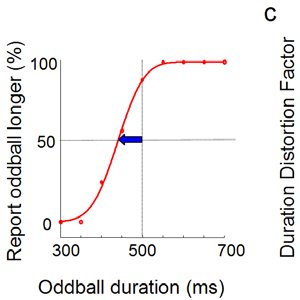 C
Report oddball longer (%)
100
50
0
300 500 700
Oddball duration (ms)
Duration Distortion Factor